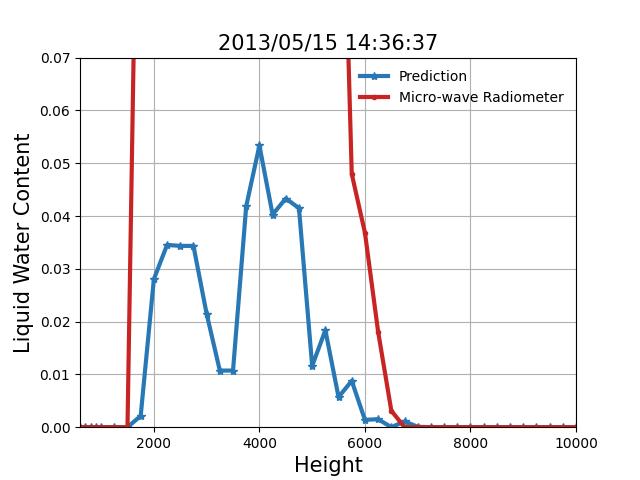 2013/05/15 14:36:37
0.07
0.06
0.05
0.04
0.03
0.02
0.01
0.00
Liquid Water Content
Prediction
Micro-wave Radiometer
2000 4000 6000 8000 10000
Height